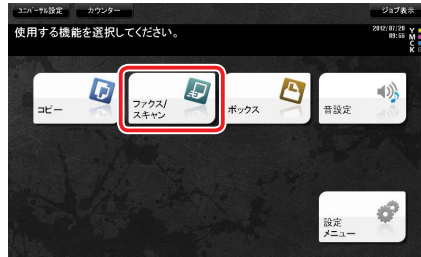 ユニバーサル設定 カウンター ジョブ表示
使用する機能を選択してください。
2012/07/20
09:56
Y
M
C
K
コピー
ファクス/
スキャン
ボックス
音設定
設定
メニュー